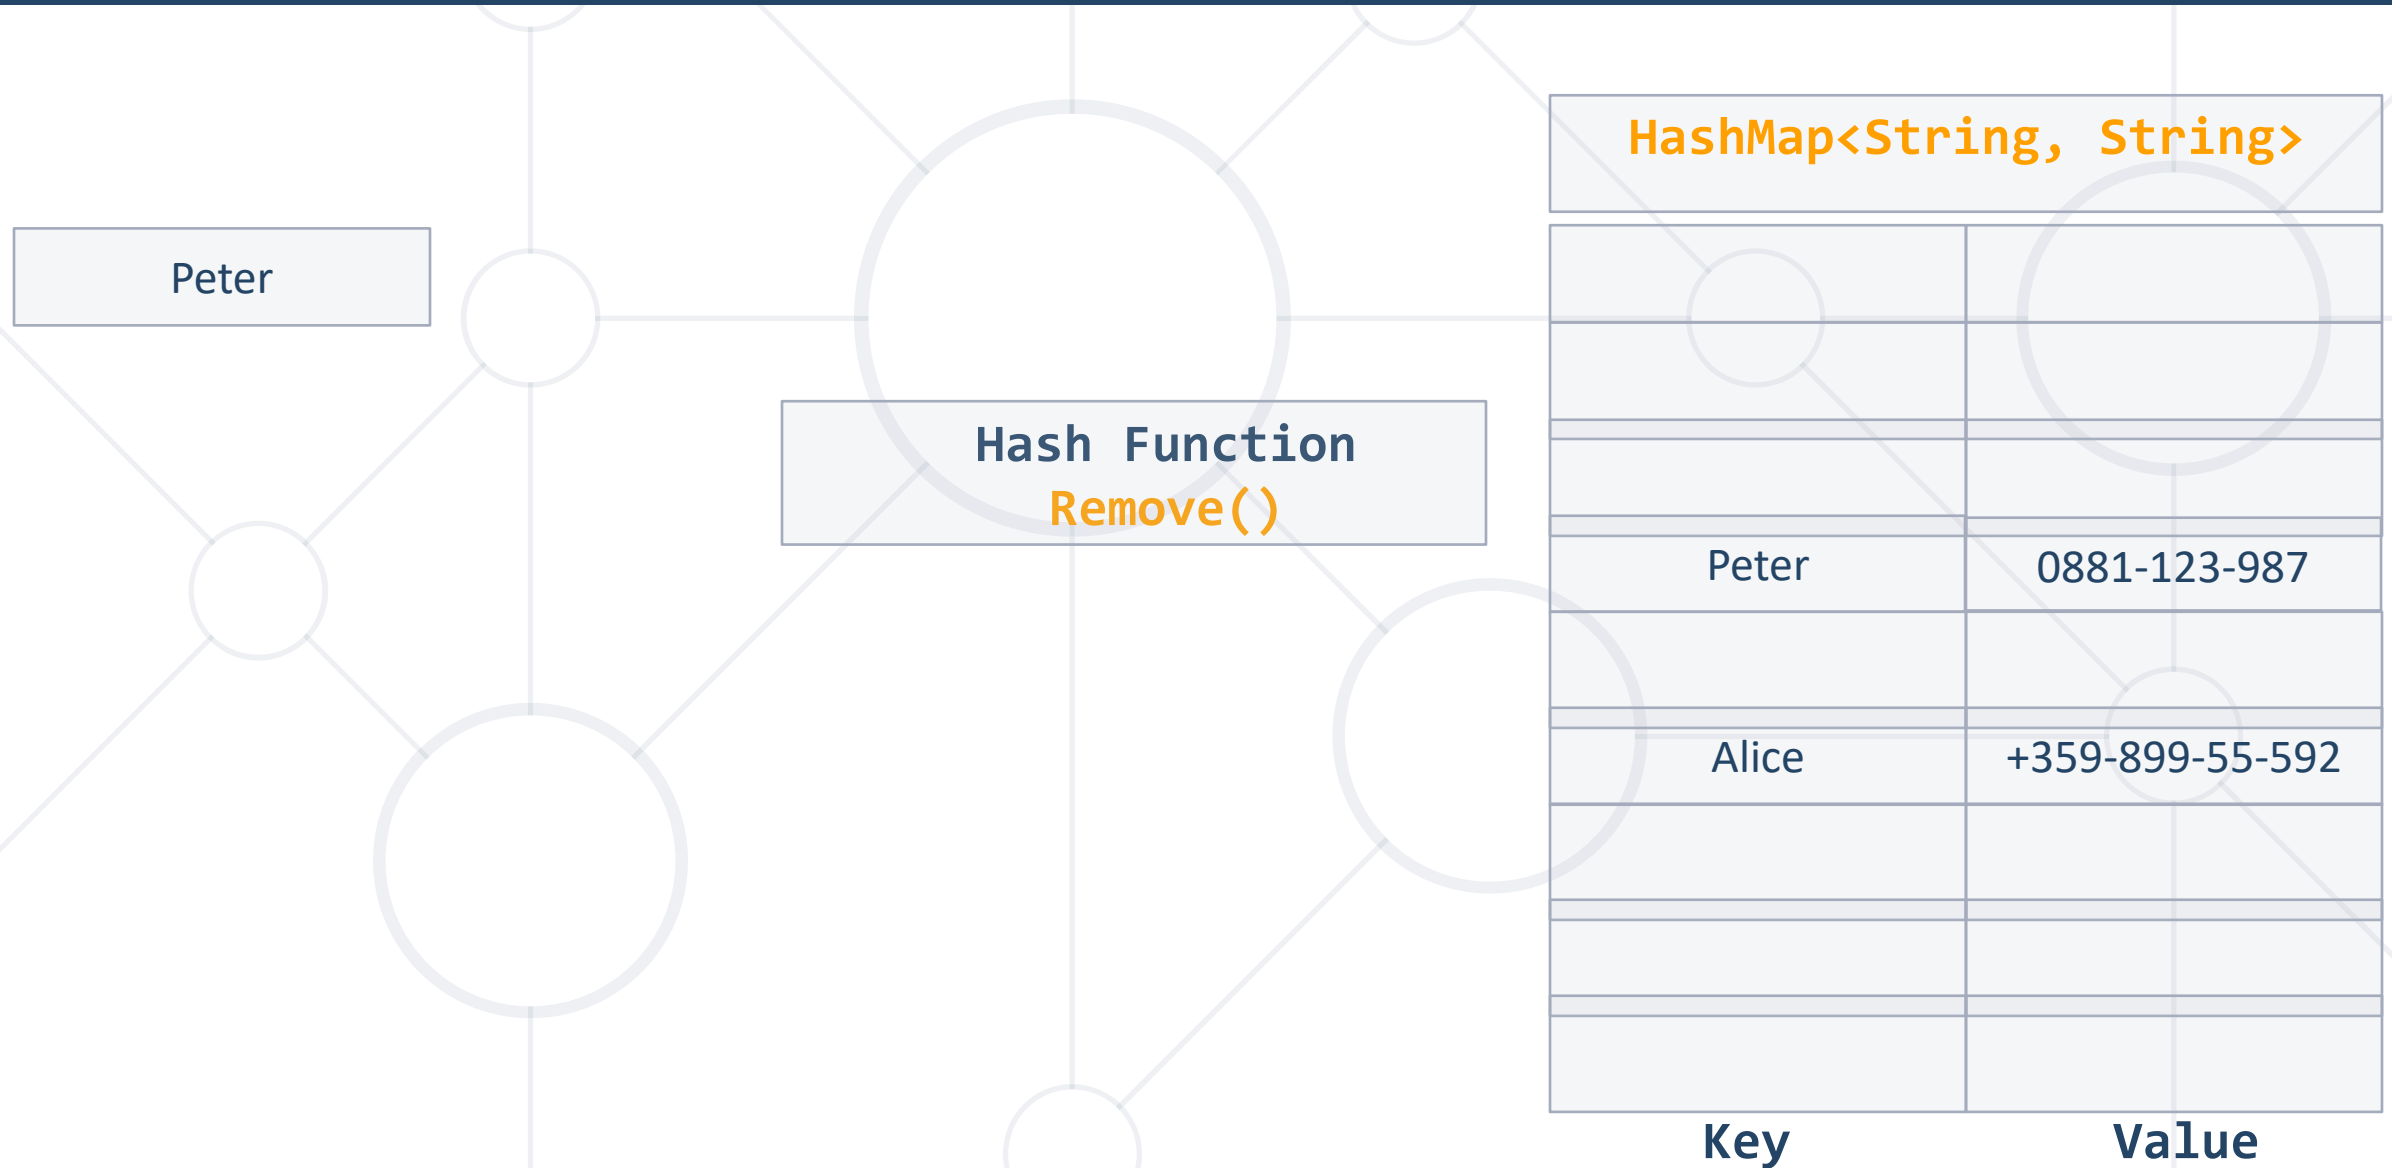 HashMap<String, String>
Peter
Hash Function
Remove()
Peter 0881-123-987
Alice +359-899-55-592
Key Value